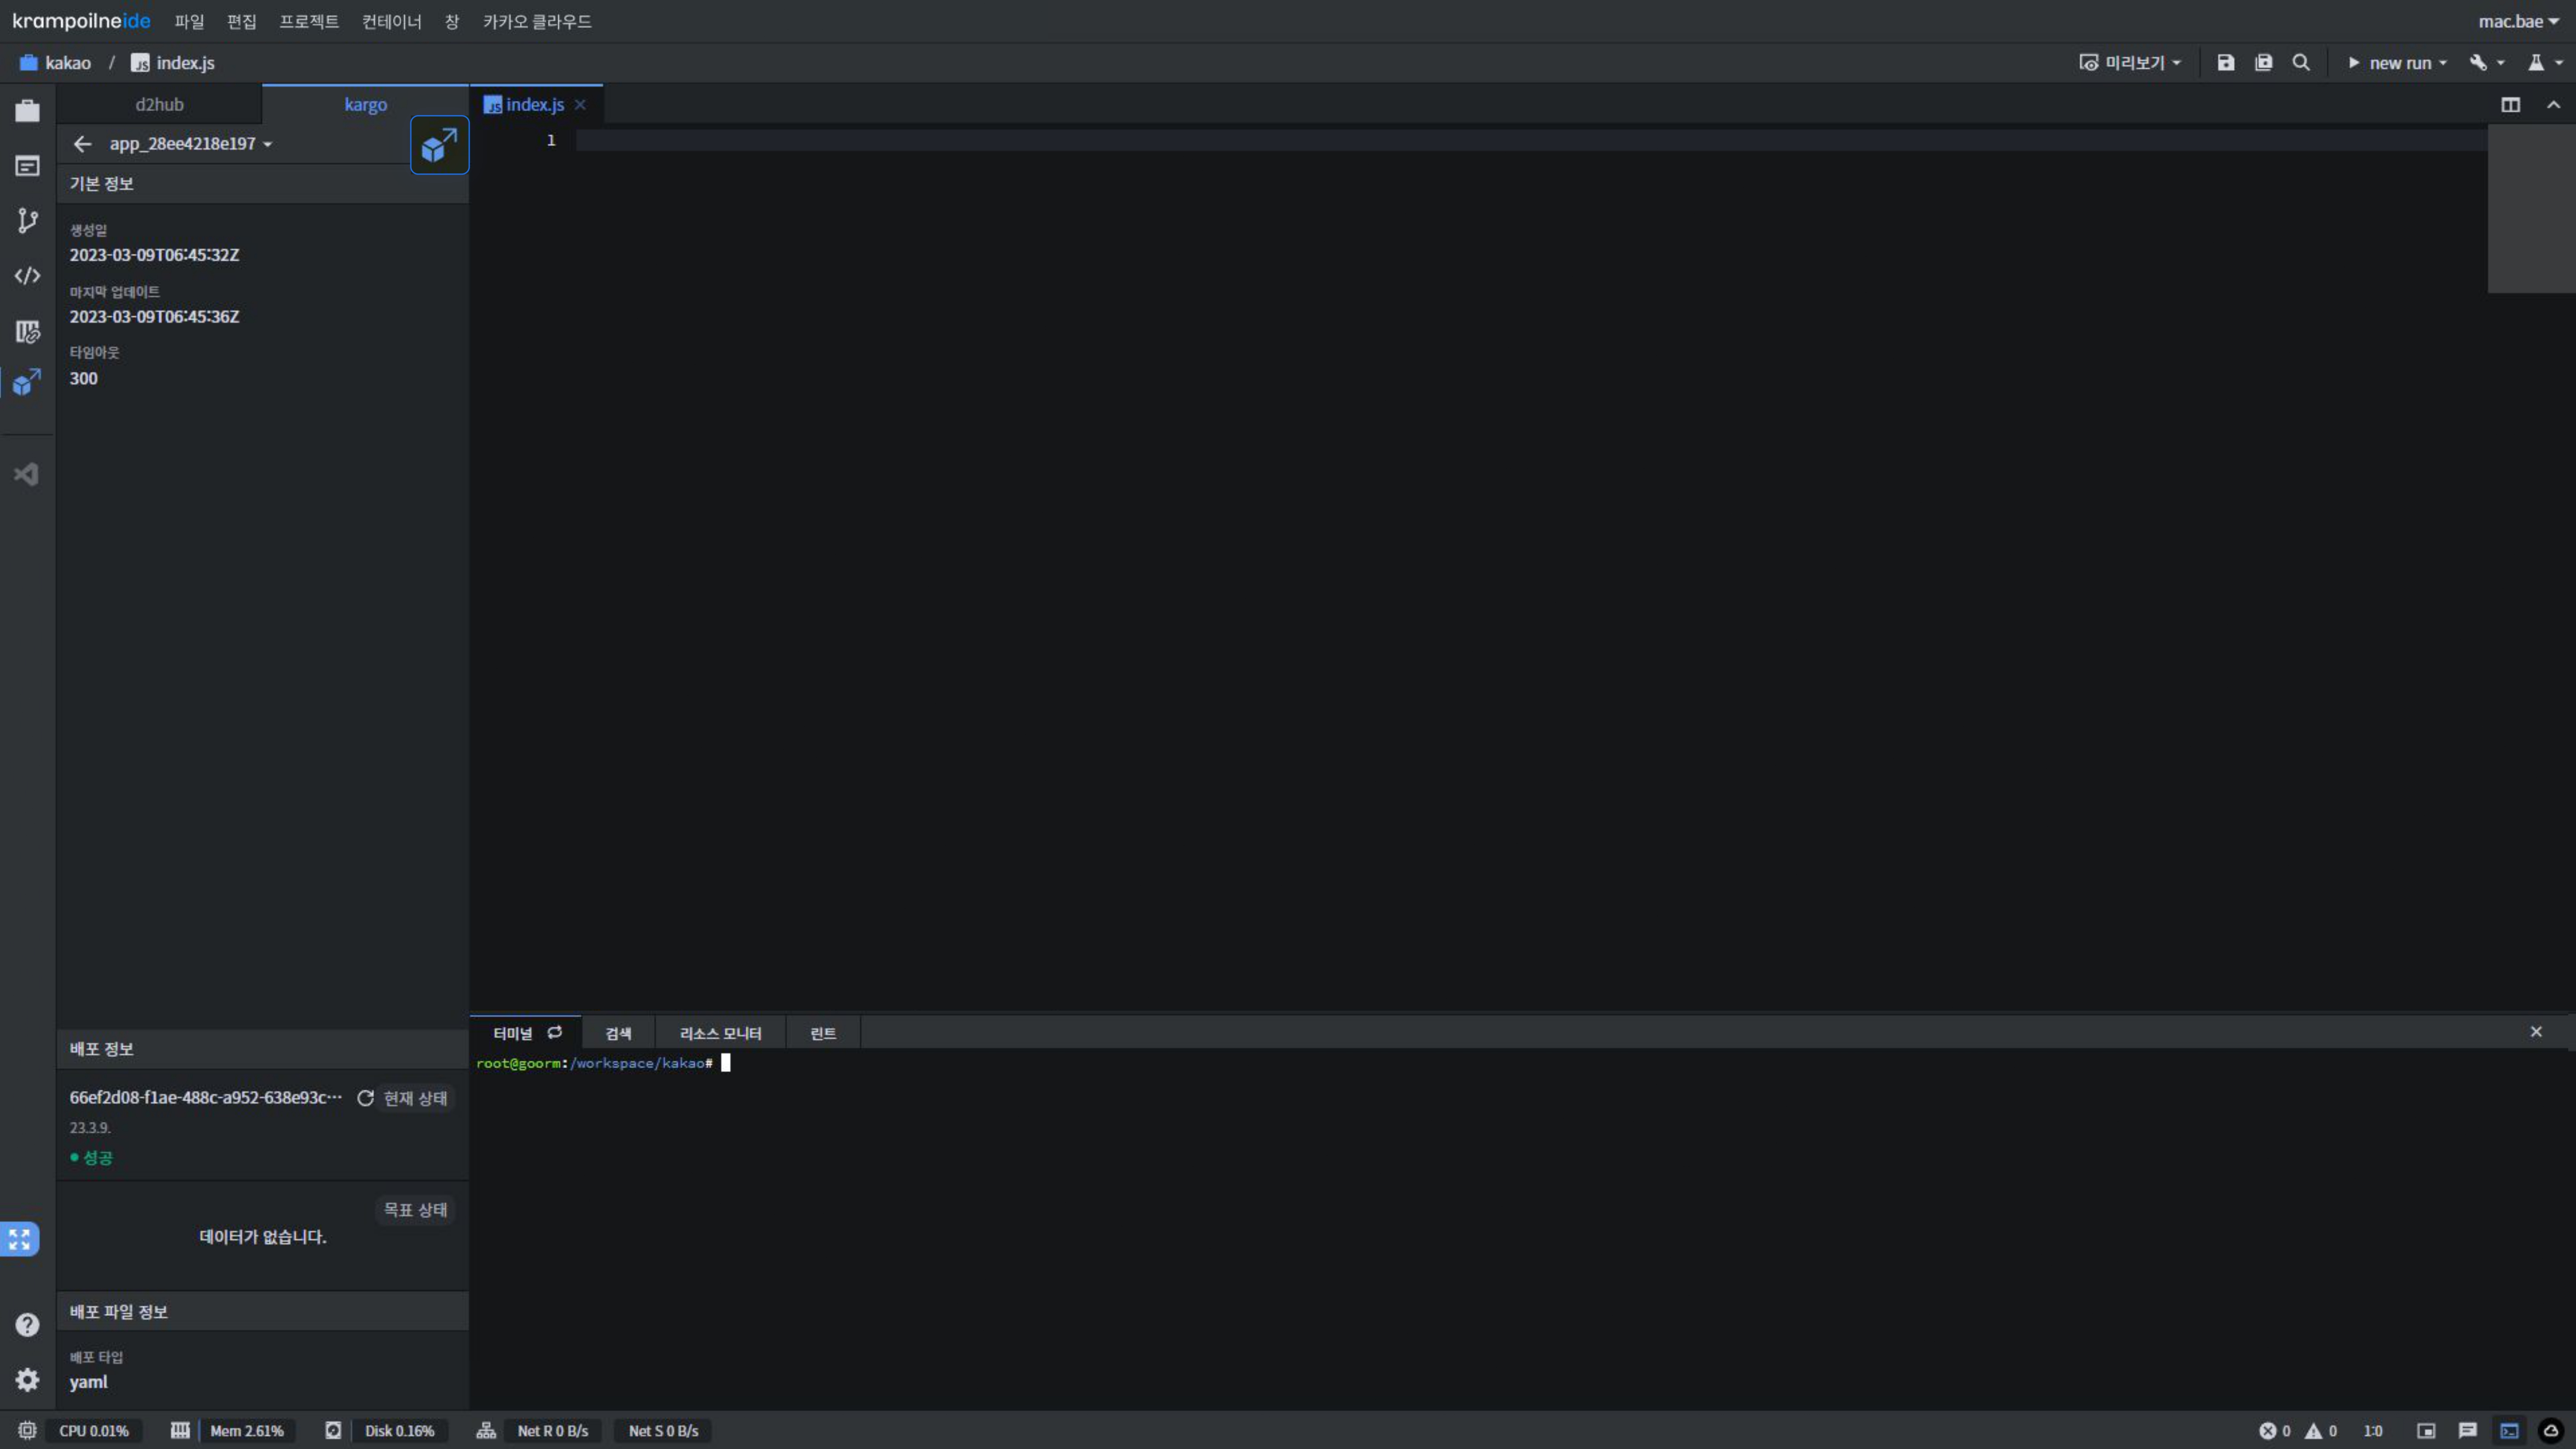 krampoilneide 파일 편집 프로젝트 컨테이너 창 카카오 클라우드 mac.bae
kakao / JS index.js 미리보기 new run
d2hub kargo JS index.js
app_28ee4218e197
1
기본 정보
생성일
2023-03-09T06:45:32Z
마지막 업데이트
2023-03-09T06:45:36Z
타임아웃
300
배포 정보
66ef2d08-f1ae-488c-a952-638e93c··· 현재 상태
23.3.9.
성공
목표 상태
데이터가 없습니다.
배포 파일 정보
배포 타입
yaml
터미널 검색 리소스 모니터 린트
root@goorm:/workspace/kakao#
CPU 0.01% Mem 2.61% Disk 0.16% Net R 0 B/s Net S 0 B/s 0 0 1:0